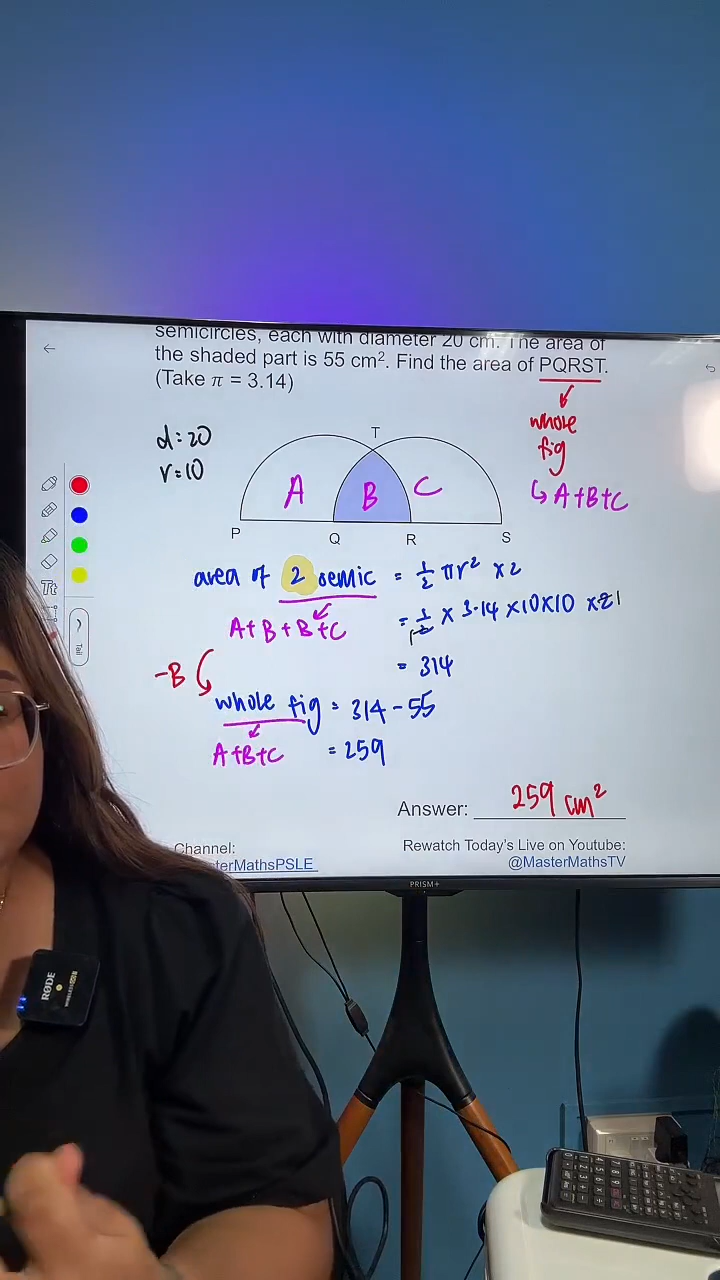 semicircles, each with diameter 20 cm. The area of
the shaded part is 55 cm². Find the area of PQRST.
(Take π = 3.14)
whole
fig
↳ A+B+C
d=20
r=10
T
A B C
P Q R S
area of 2 semic = ½ πr² × 2
A+B+B+C
= ½ × 3.14 × 10 × 10 × 2 1
= 314
-B
whole fig = 314 - 55
A+B+C = 259
Answer: 259 cm²
Channel:
terMathsPSLE
Rewatch Today's Live on Youtube:
@MasterMathsTV
Tt
PRISM+
RØDE